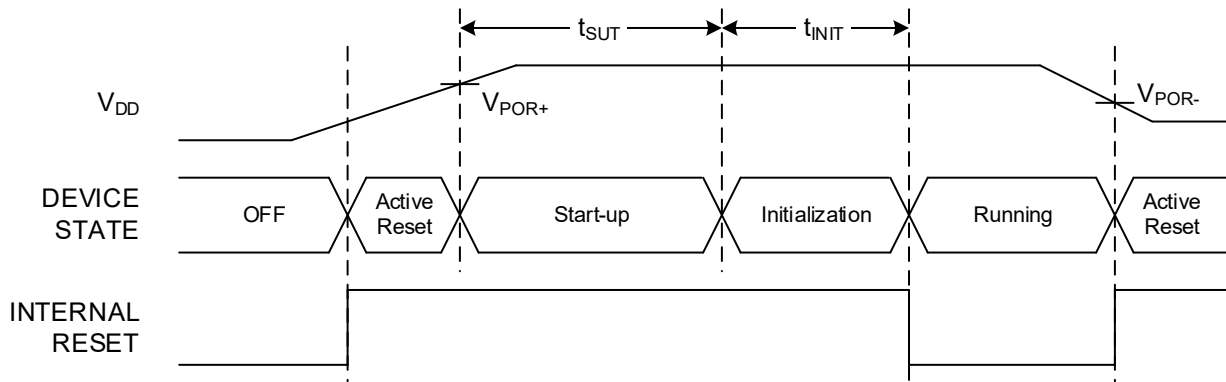 tSUT
tINIT
VDD
VPOR+
VPOR-
DEVICE
STATE
OFF
Active
Reset
Start-up
Initialization
Running
Active
Reset
INTERNAL
RESET